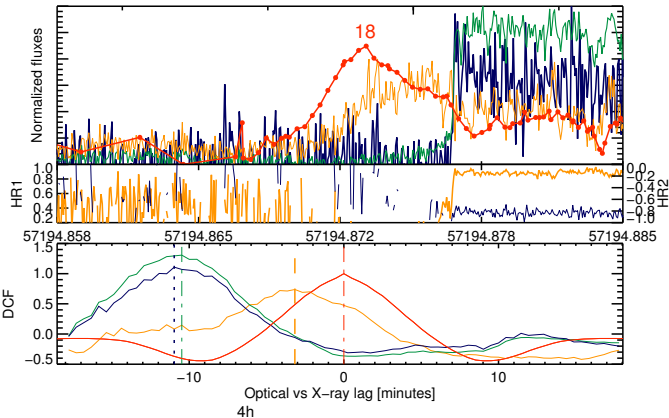 18
Normalized fluxes
1.0 0.0
0.8 −0.2
0.6 −0.4
HR1 HR2
0.4 −0.6
−0.8
0.2 −1.0
57194.858 57194.865 57194.872 57194.878 57194.885
1.5
1.0
DCF
0.5
0.0
−0.5
−10 0 10
Optical vs X−ray lag [minutes]
4h